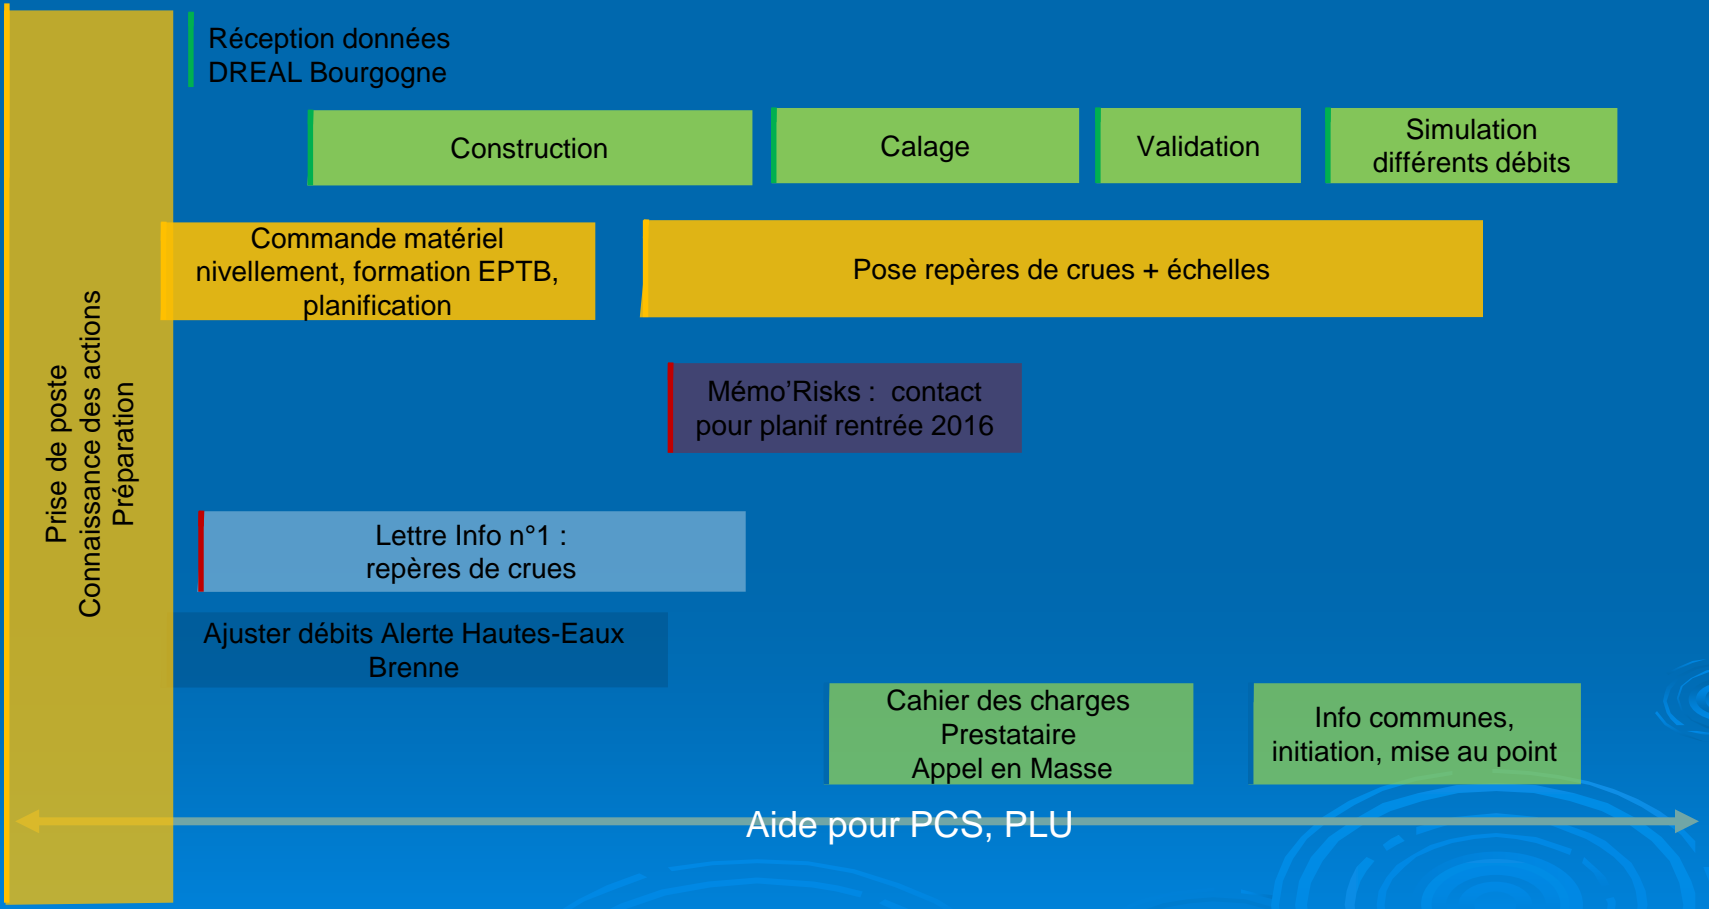 Réception données
DREAL Bourgogne
Construction
Calage
Validation
Simulation
différents débits
Commande matériel
nivellement, formation EPTB,
planification
Pose repères de crues + échelles
Prise de poste
Connaissance des actions
Préparation
Mémo’Risks :  contact
pour planif rentrée 2016
Lettre Info n°1 :
repères de crues
Ajuster débits Alerte Hautes-Eaux
Brenne
Cahier des charges
Prestataire
Appel en Masse
Info communes,
initiation, mise au point
Aide pour PCS, PLU